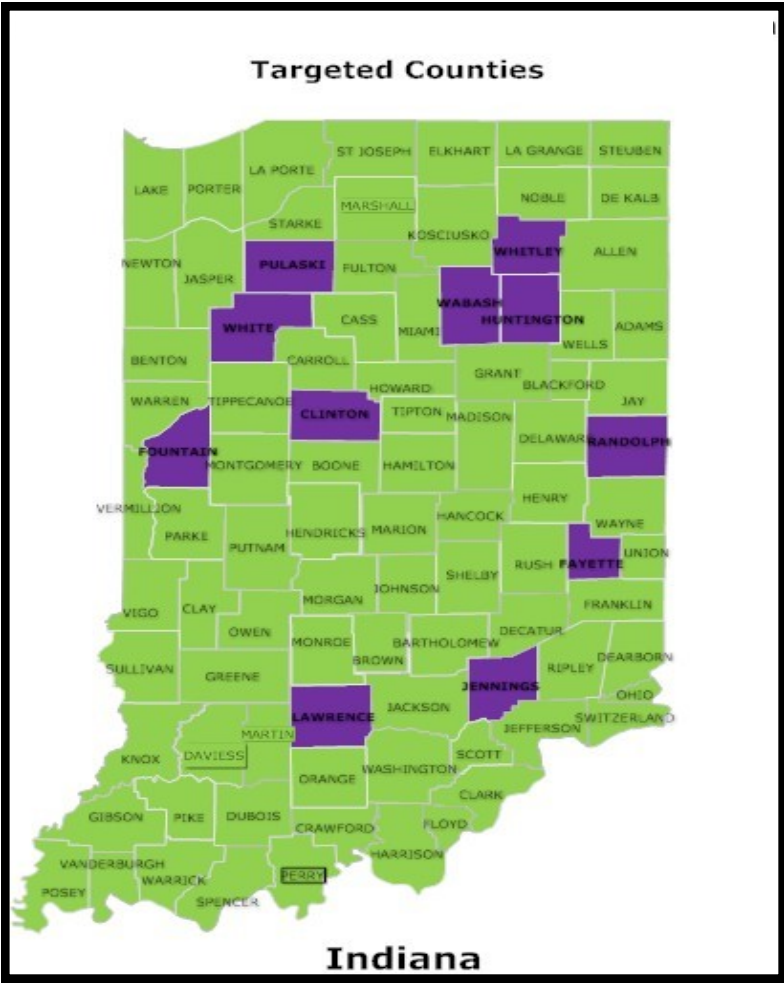 Targeted Counties
ST JOSEPH ELKHART LA GRANGE STEUBEN
LA PORTE
LAKE PORTER
NOBLE DE KALB
MARSHALL
STARKE
KOSCIUSKO
WHITLEY ALLEN
NEWTON
PULASKI FULTON
JASPER
WABASH
HUNTINGTON
WHITE CASS MIAMI ADAMS
WELLS
BENTON CARROLL
GRANT
HOWARD BLACKFORD
WARREN TIPPECANOE JAY
CLINTON TIPTON MADISON
DELAWAR RANDOLPH
FOUNTAIN
MONTGOMERY BOONE HAMILTON
HENRY
VERMILLION
HANCOCK WAYNE
PARKE HENDRICKS MARION
PUTNAM
UNION
RUSH FAYETTE
SHELBY
JOHNSON
MORGAN FRANKLIN
VIGO CLAY
OWEN DECATUR
MONROE BARTHOLOMEW
BROWN DEARBORN
SULLIVAN RIPLEY
GREENE
JENNINGS
OHIO
LAWRENCE JACKSON SWITZERLAND
MARTIN JEFFERSON
KNOX DAVIESS SCOTT
WASHINGTON
ORANGE
CLARK
GIBSON PIKE DUBOIS
CRAWFORD FLOYD
HARRISON
VANDERBURGH
WARRICK PERRY
POSEY
SPENCER
Indiana